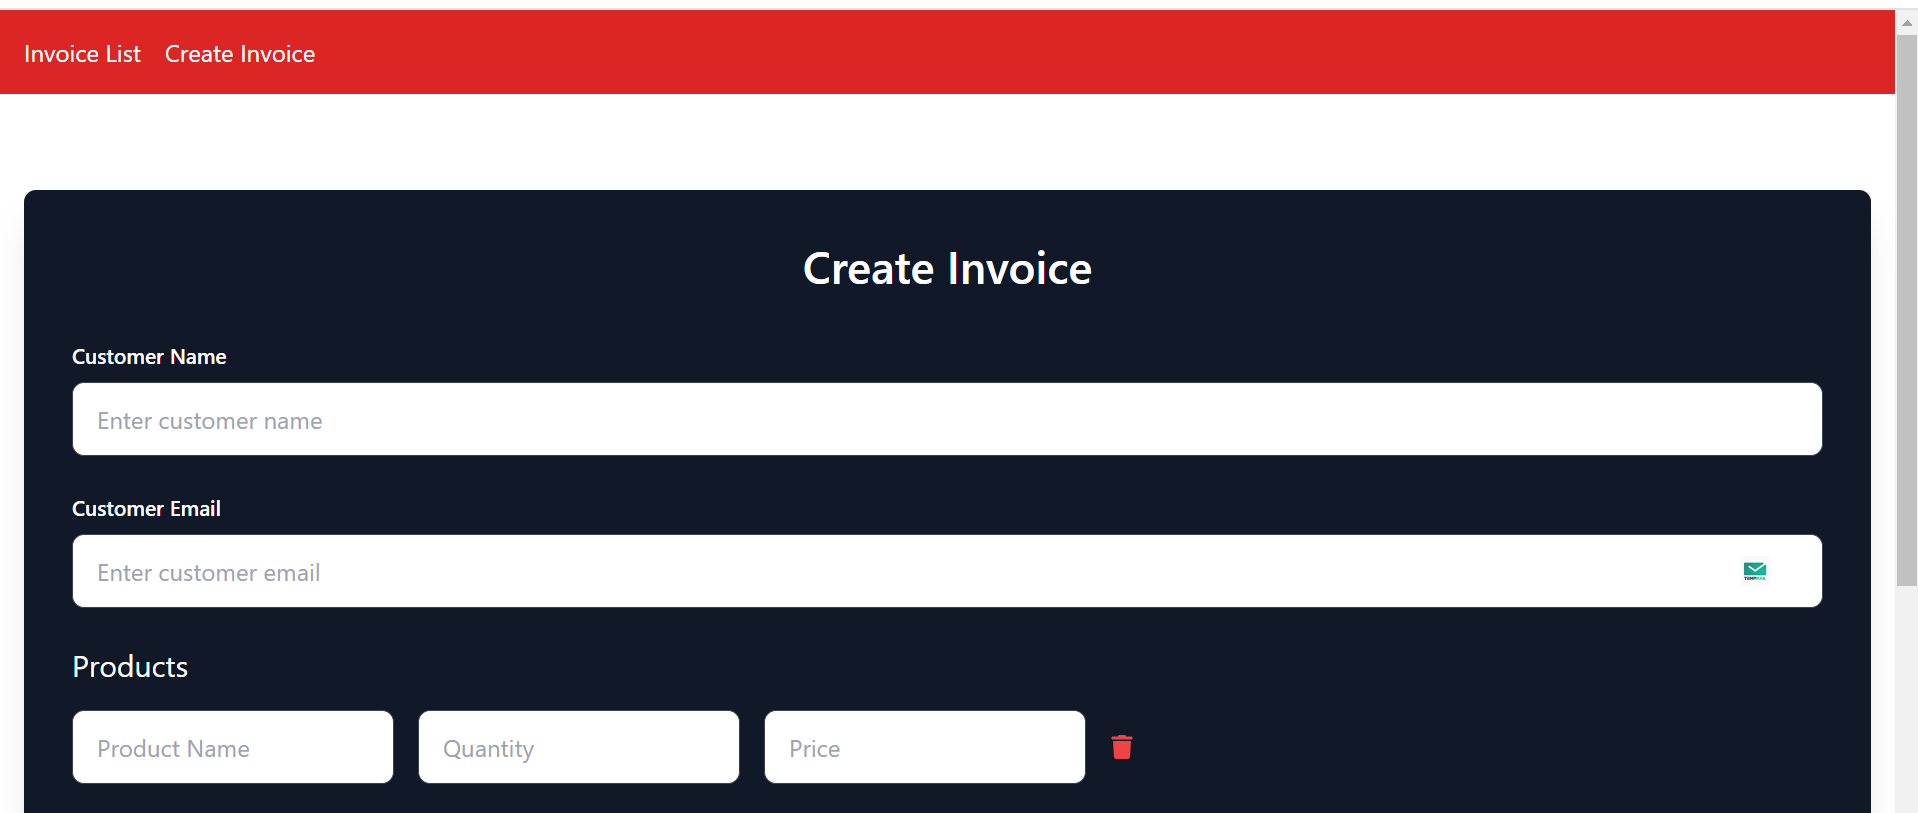 Invoice List Create Invoice
Create Invoice
Customer Name
Enter customer name
Customer Email
Enter customer email
TEMPMAIL
Products
Product Name Quantity Price